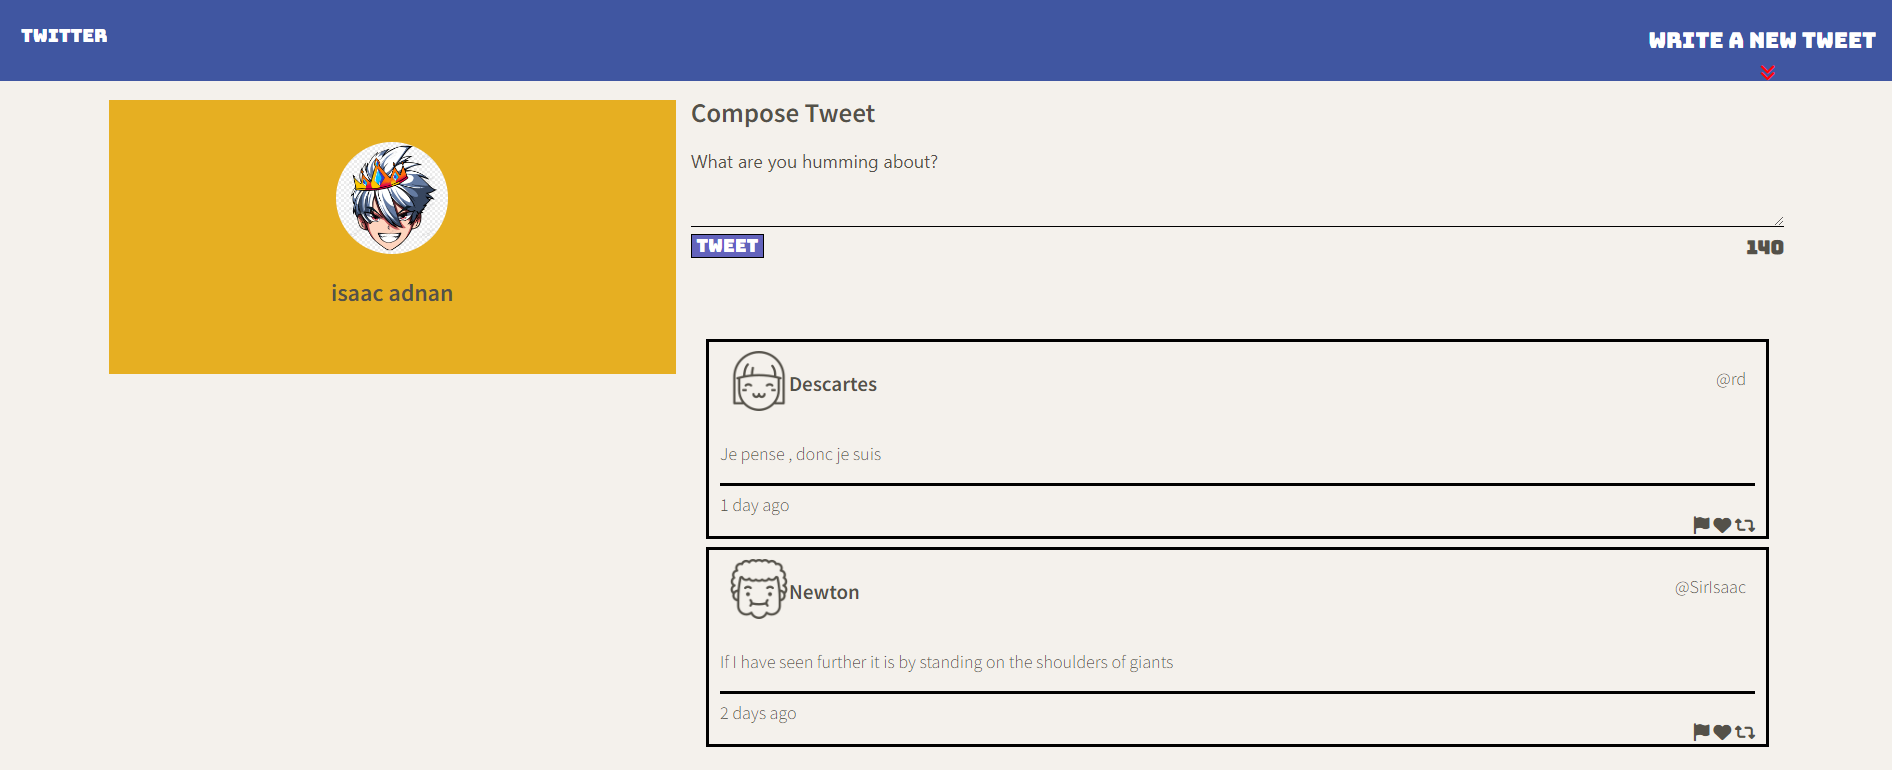 TWITTER
WRITE A NEW TWEET
isaac adnan
Compose Tweet
What are you humming about?
TWEET
140
Descartes
@rd
Je pense , donc je suis
1 day ago
Newton
@SirIsaac
If I have seen further it is by standing on the shoulders of giants
2 days ago